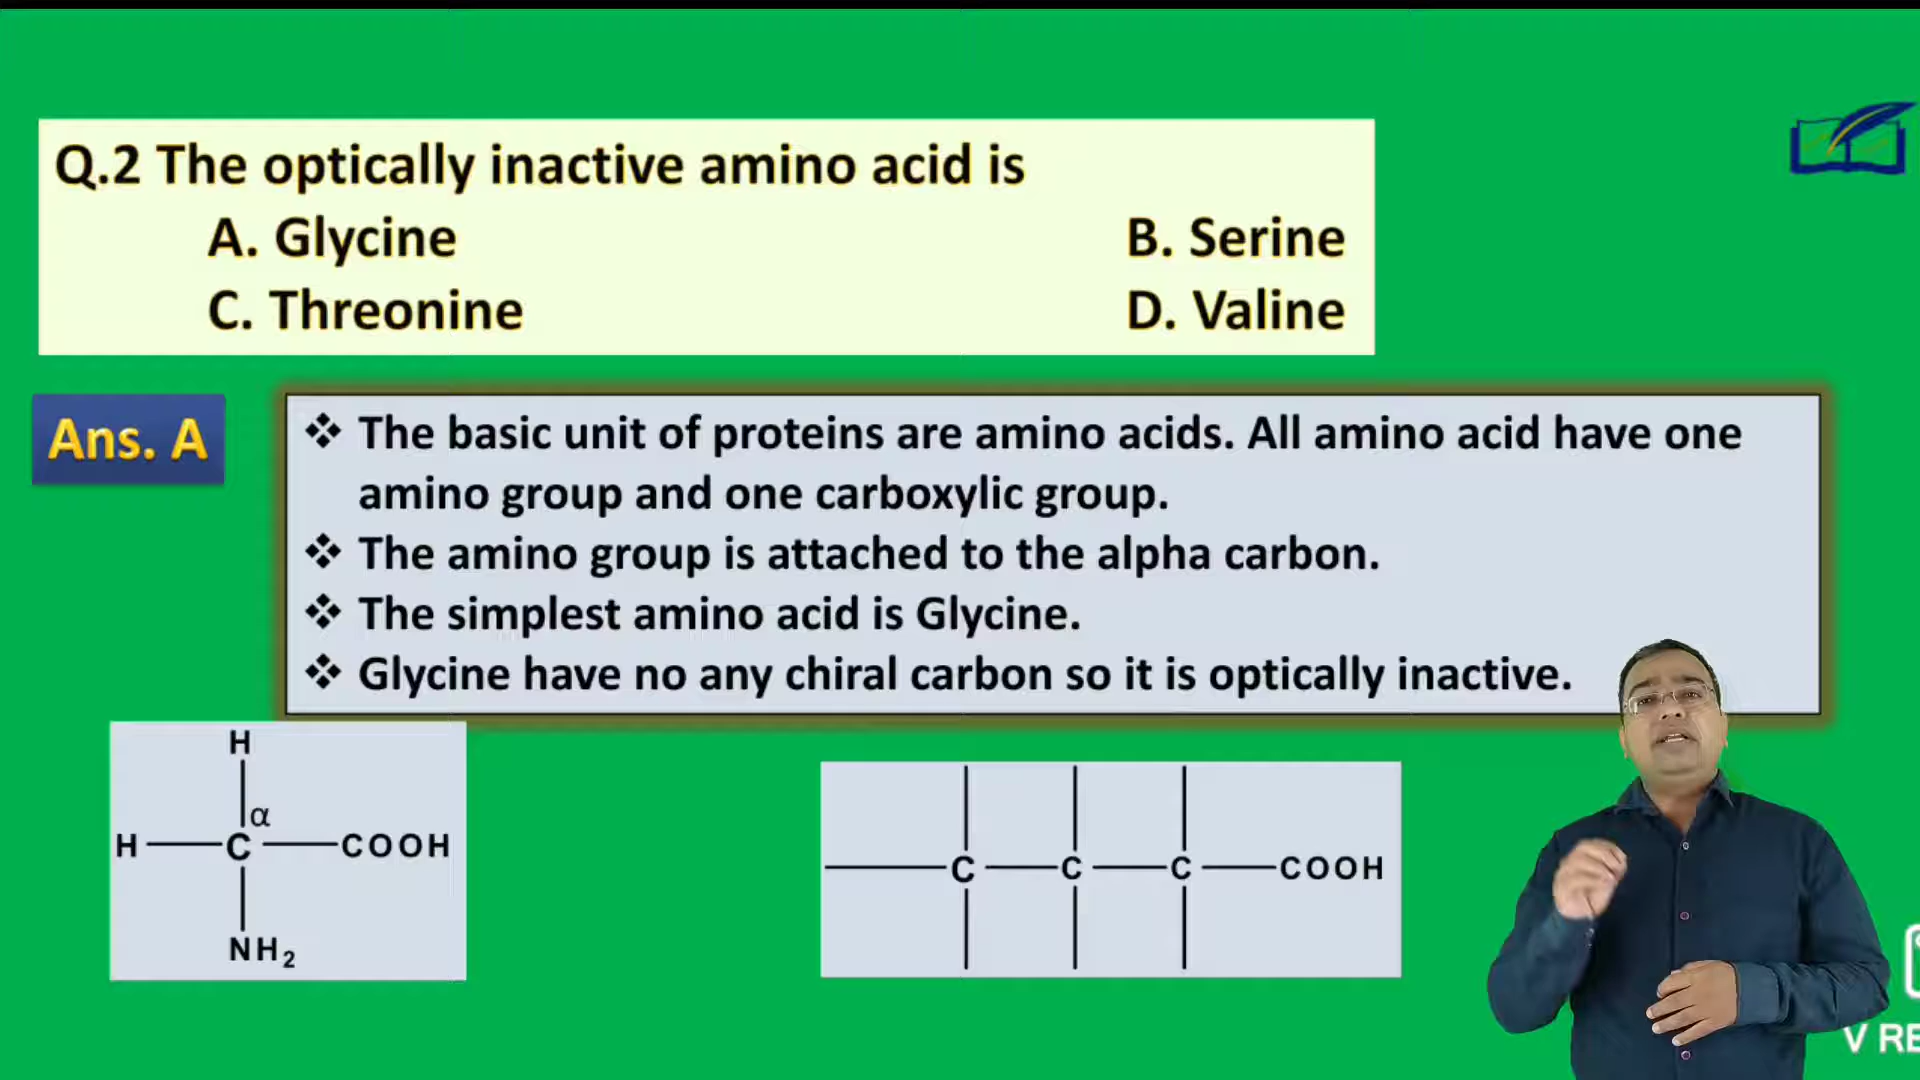 Q.2 The optically inactive amino acid is
A. Glycine B. Serine
C. Threonine D. Valine
Ans. A
❖ The basic unit of proteins are amino acids. All amino acid have one
amino group and one carboxylic group.
❖ The amino group is attached to the alpha carbon.
❖ The simplest amino acid is Glycine.
❖ Glycine have no any chiral carbon so it is optically inactive.
H
α
H C COOH
NH₂
C C C COOH
V RE